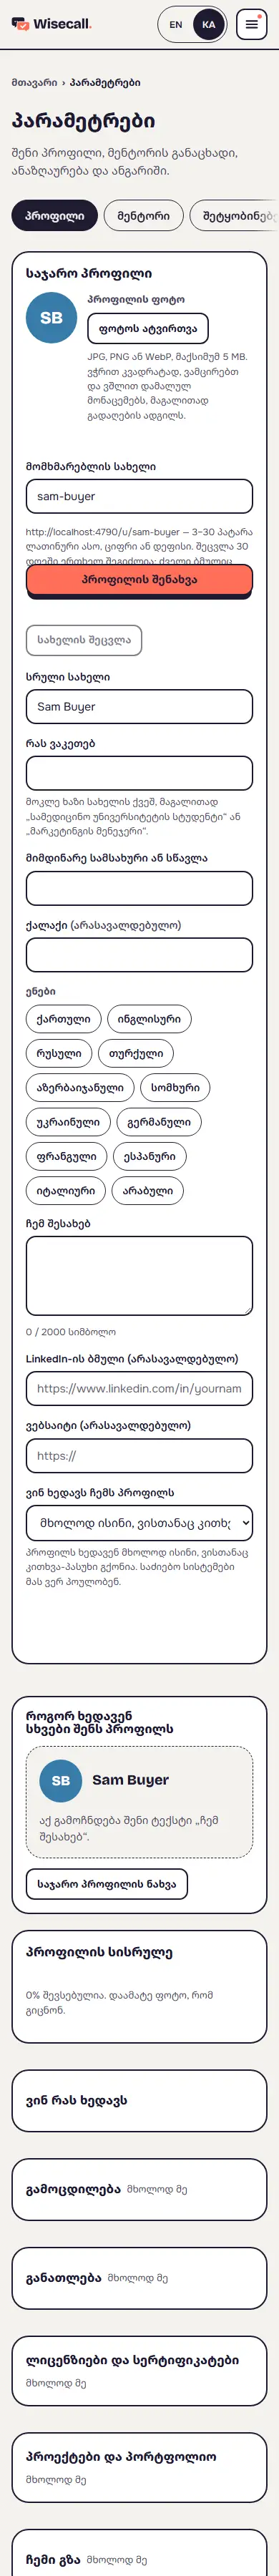 Wisecall.
EN KA
მთავარი › პარამეტრები
პარამეტრები
შენი პროფილი, მენტორის განაცხადი,
ანაზღაურება და ანგარიში.
პროფილი მენტორი
საჯარო პროფილი
SB
პროფილის ფოტო
ფოტოს ატვირთვა
JPG, PNG ან WebP, მაქსიმუმ 5 MB.
ვჭრით კვადრატად, ვამცირებთ
და ვშლით დამალულ
მონაცემებს, მაგალითად
გადაღების ადგილს.
მომხმარებლის სახელი
sam-buyer
http://localhost:4790/u/sam-buyer — 3–30 პატარა
ლათინური ასო, ციფრი ან დეფისი. შეცვლა 30
დღეში ერთხელ შეგიძლია; ძველი ბმულიც
პროფილის შენახვა
სახელის შეცვლა
სრული სახელი
Sam Buyer
რას ვაკეთებ
მოკლე ხაზი სახელის ქვეშ, მაგალითად
„სამედიცინო უნივერსიტეტის სტუდენტი“ ან
„მარკეტინგის მენეჯერი“.
მიმდინარე სამსახური ან სწავლა
ქალაქი (არასავალდებულო)
ენები
ქართული ინგლისური
რუსული თურქული
აზერბაიჯანული სომხური
უკრაინული გერმანული
ფრანგული ესპანური
იტალიური არაბული
ჩემ შესახებ
0 / 2000 სიმბოლო
LinkedIn-ის ბმული (არასავალდებულო)
https://www.linkedin.com/in/yournam
ვებსაიტი (არასავალდებულო)
https://
ვინ ხედავს ჩემს პროფილს
მხოლოდ ისინი, ვისთანაც
პროფილს ხედავენ მხოლოდ ისინი, ვისთანაც
კითხვა-პასუხი გქონია. საძიებო სისტემები
მას ვერ პოულობენ.
როგორ ხედავენ
სხვები შენს პროფილს
SB Sam Buyer
აქ გამოჩნდება შენი ტექსტი „ჩემ
შესახებ“.
საჯარო პროფილის ნახვა
პროფილის სისრულე
0% შევსებულია. დაამატე ფოტო, რომ
გიცნონ.
ვინ რას ხედავს
გამოცდილება მხოლოდ მე
განათლება მხოლოდ მე
ლიცენზიები და სერტიფიკატები
მხოლოდ მე
პროექტები და პორტფოლიო
მხოლოდ მე
ჩემი გზა მხოლოდ მე